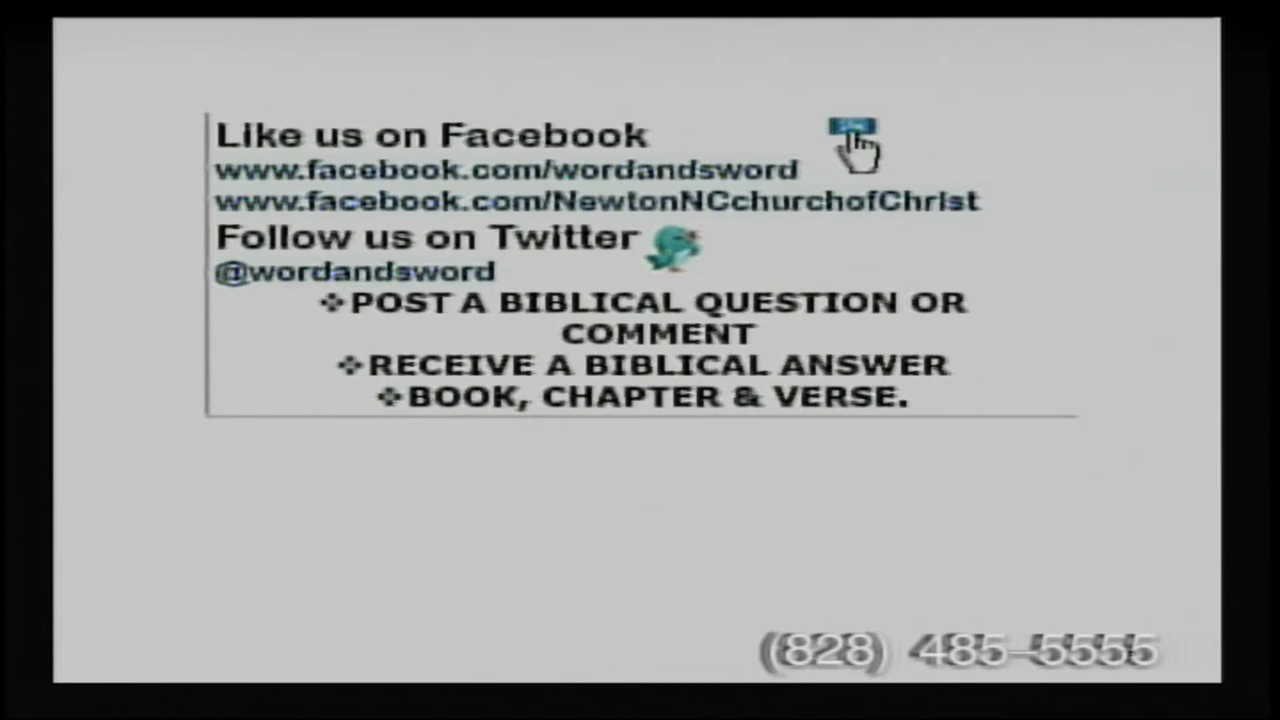 Like us on Facebook
www.facebook.com/wordandsword
www.facebook.com/NewtonNCchurchofChrist
Follow us on Twitter
@wordandsword
❖POST A BIBLICAL QUESTION OR
COMMENT
❖RECEIVE A BIBLICAL ANSWER
❖BOOK, CHAPTER & VERSE.
(828) 485-5555